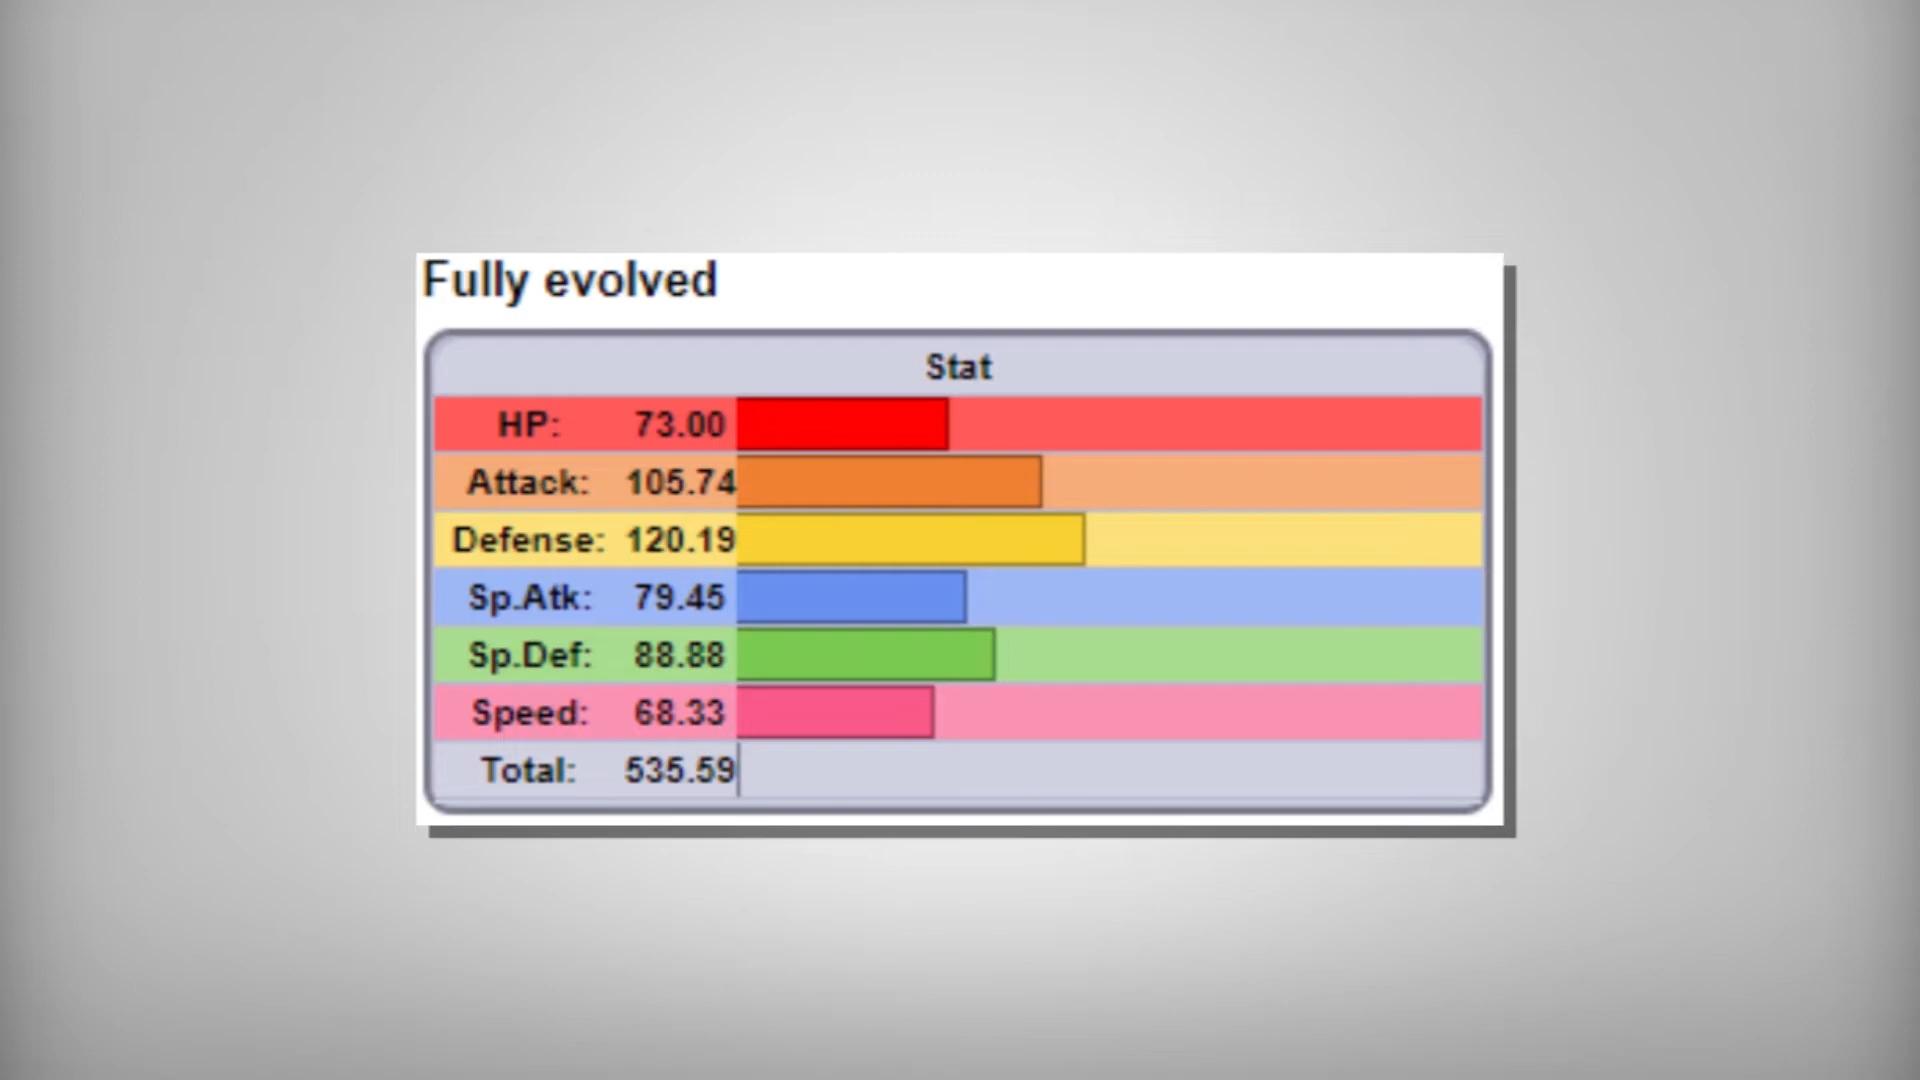 Fully evolved
Stat
HP: 73.00
Attack: 105.74
Defense: 120.19
Sp.Atk: 79.45
Sp.Def: 88.88
Speed: 68.33
Total: 535.59